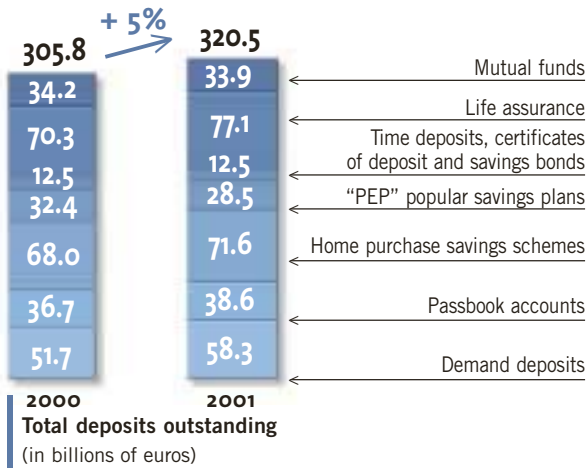 + 5%
305.8
320.5
34.2
33.9
Mutual funds
70.3
77.1
Life assurance
12.5
12.5
Time deposits, certificates
of deposit and savings bonds
32.4
28.5
“PEP” popular savings plans
68.0
71.6
Home purchase savings schemes
36.7
38.6
Passbook accounts
51.7
58.3
Demand deposits
2000
2001
Total deposits outstanding
(in billions of euros)